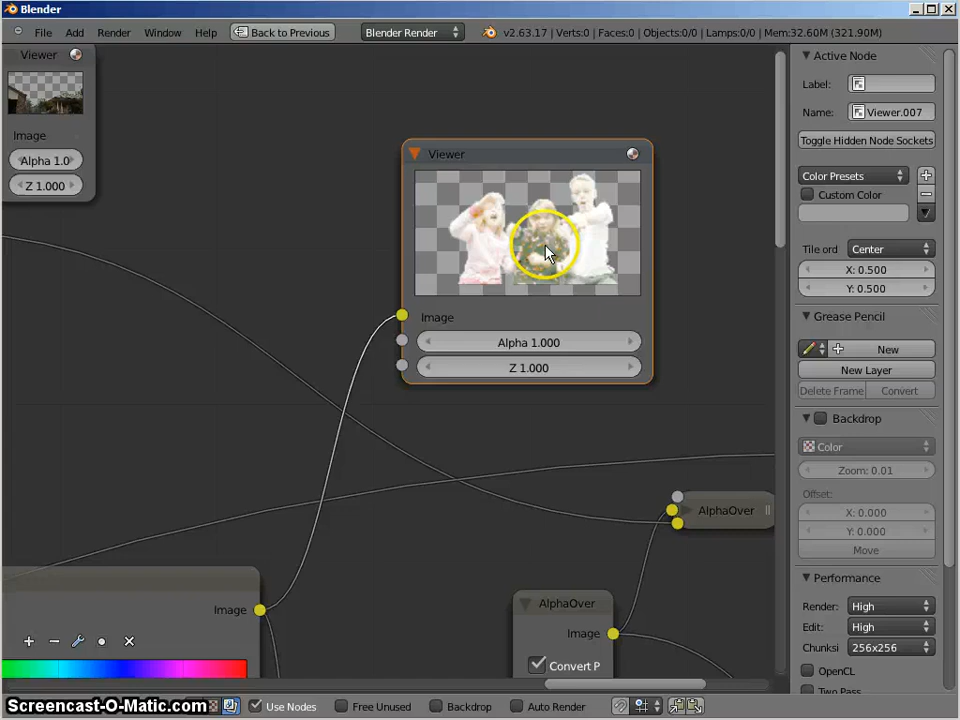 Blender
File Add Render Window Help Back to Previous Blender Render v2.63.17 | Verts:0 | Faces:0 | Objects:0/0 | Lamps:0/0 | Mem:32.60M (321.90M)
Viewer
Image
Alpha 1.0
Z 1.000
Viewer
Image
Alpha 1.000
Z 1.000
AlphaOver
AlphaOver
Image
Convert P
Image
Active Node
Label:
Name: Viewer.007
Toggle Hidden Node Sockets
Color Presets
Custom Color
Tile ord Center
X: 0.500
Y: 0.500
Grease Pencil
New
New Layer
Delete Frame Convert
Backdrop
Color
Zoom: 0.01
Offset:
X: 0.000
Y: 0.000
Move
Performance
Render: High
Edit: High
Chunksi 256x256
OpenCL
Two Pass
Screencast-O-Matic.com Use Nodes Free Unused Backdrop Auto Render